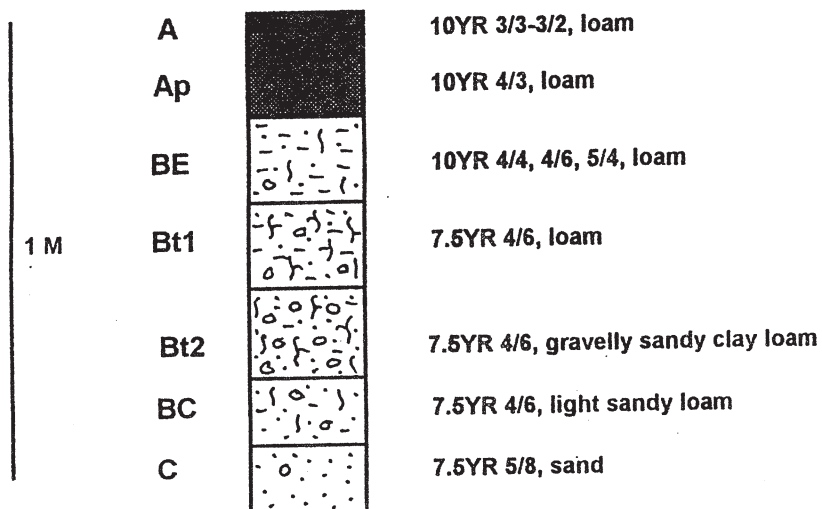 A 10YR 3/3-3/2, loam
Ap 10YR 4/3, loam
BE 10YR 4/4, 4/6, 5/4, loam
1 M Bt1 7.5YR 4/6, loam
Bt2 7.5YR 4/6, gravelly sandy clay loam
BC 7.5YR 4/6, light sandy loam
C 7.5YR 5/8, sand